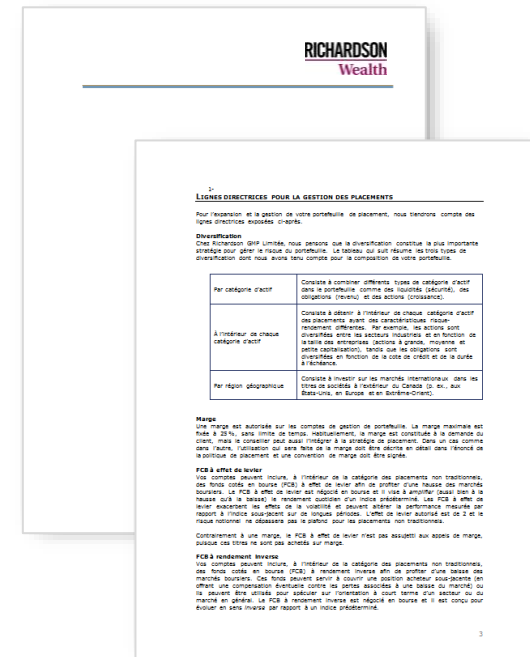 RICHARDSON
Wealth
1-
LIGNES DIRECTRICES POUR LA GESTION DES PLACEMENTS
Pour l'expansion et la gestion de votre portefeuille de placement, nous tiendrons compte des
lignes directrices exposées ci-après.
Diversification
Chez Richardson GMP Limitée, nous pensons que la diversification constitue la plus importante
stratégie pour gérer le risque du portefeuille. Le tableau qui suit résume les trois types de
diversification dont nous avons tenu compte pour la composition de votre portefeuille.
Par catégorie d'actif
Consiste à combiner différents types de catégorie d'actif
dans le portefeuille comme des liquidités (sécurité), des
obligations (revenu) et des actions (croissance).
À l'intérieur de chaque
catégorie d'actif
Consiste à détenir à l'intérieur de chaque catégorie d'actif
des placements ayant des caractéristiques risque-
rendement différentes. Par exemple, les actions sont
diversifiées entre les secteurs industriels et en fonction de
la taille des entreprises (actions à grande, moyenne et
petite capitalisation), tandis que les obligations sont
diversifiées en fonction de la cote de crédit et de la durée
à l'échéance.
Par région géographique
Consiste à investir sur les marchés internationaux dans les
titres de sociétés à l'extérieur du Canada (p. ex., aux
États-Unis, en Europe et en Extrême-Orient).
Marge
Une marge est autorisée sur les comptes de gestion de portefeuille. La marge maximale est
fixée à 25%, sans limite de temps. Habituellement, la marge est constituée à la demande du
client, mais le conseiller peut aussi l'intégrer à la stratégie de placement. Dans un cas comme
dans l'autre, l'utilisation qui sera faite de la marge doit être décrite en détail dans l'énoncé de
la politique de placement et une convention de marge doit être signée.
FCB à effet de levier
Vos comptes peuvent inclure, à l'intérieur de la catégorie des placements non traditionnels,
des fonds cotés en bourse (FCB) à effet de levier afin de profiter d'une hausse des marchés
boursiers. Le FCB à effet de levier est négocié en bourse et il vise à amplifier (aussi bien à la
hausse qu'à la baisse) le rendement quotidien d'un indice prédéterminé. Les FCB à effet de
levier exacerbent les effets de la volatilité et peuvent altérer la performance mesurée par
rapport à l'indice sous-jacent sur de longues périodes. L'effet de levier autorisé est de 2 et le
risque notionnel ne dépassera pas le plafond pour les placements non traditionnels.
Contrairement à une marge, le FCB à effet de levier n'est pas assujetti aux appels de marge,
puisque ces titres ne sont pas achetés sur marge.
FCB à rendement inverse
Vos comptes peuvent inclure, à l'intérieur de la catégorie des placements non traditionnels,
des fonds cotés en bourse (FCB) à rendement inverse afin de profiter d'une baisse des
marchés boursiers. Ces fonds peuvent servir à couvrir une position acheteur sous-jacente (en
offrant une compensation éventuelle contre les pertes associées à une baisse du marché) ou
ils peuvent être utilisés pour spéculer sur l'orientation à court terme d'un secteur ou du
marché en général. Le FCB à rendement inverse est négocié en bourse et il est conçu pour
évoluer en sens inverse par rapport à un indice prédéterminé.
3